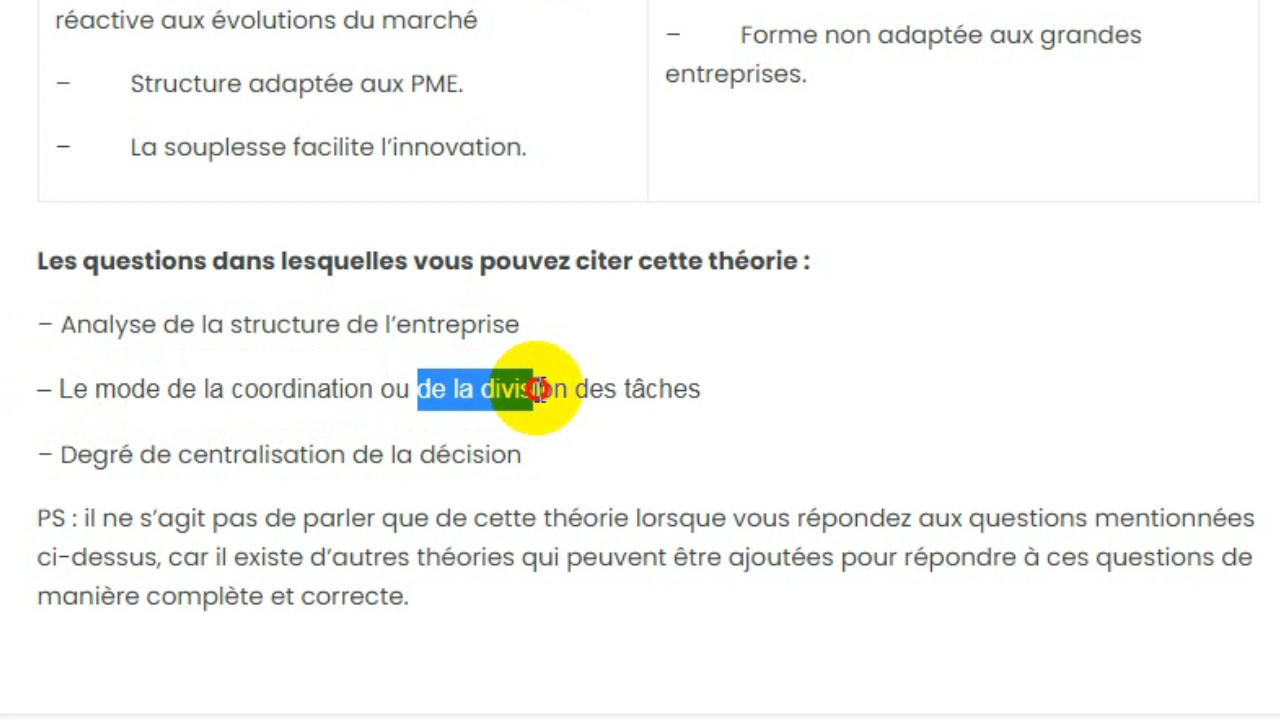 réactive aux évolutions du marché
– Structure adaptée aux PME.
– La souplesse facilite l’innovation.
– Forme non adaptée aux grandes
entreprises.
Les questions dans lesquelles vous pouvez citer cette théorie :
– Analyse de la structure de l’entreprise
– Le mode de la coordination ou de la division des tâches
– Degré de centralisation de la décision
PS : il ne s’agit pas de parler que de cette théorie lorsque vous répondez aux questions mentionnées
ci-dessus, car il existe d’autres théories qui peuvent être ajoutées pour répondre à ces questions de
manière complète et correcte.